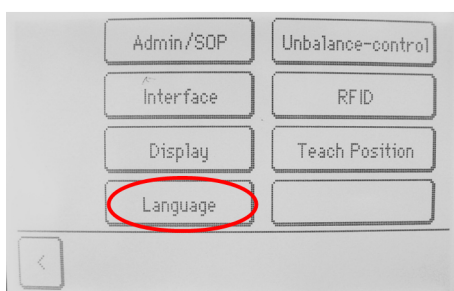 Admin/SOP Unbalance-control
Interface RFID
Display Teach Position
Language
<